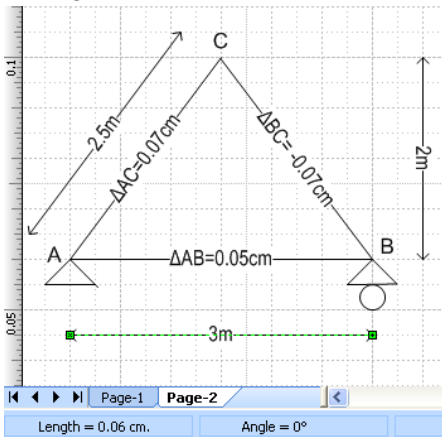 0.1
C
2.5m
ΔAC=0.07cm
ΔBC= -0.07cm
2m
A
ΔAB=0.05cm
B
0.05
3m
Page-1 Page-2
Length = 0.06 cm. Angle = 0°